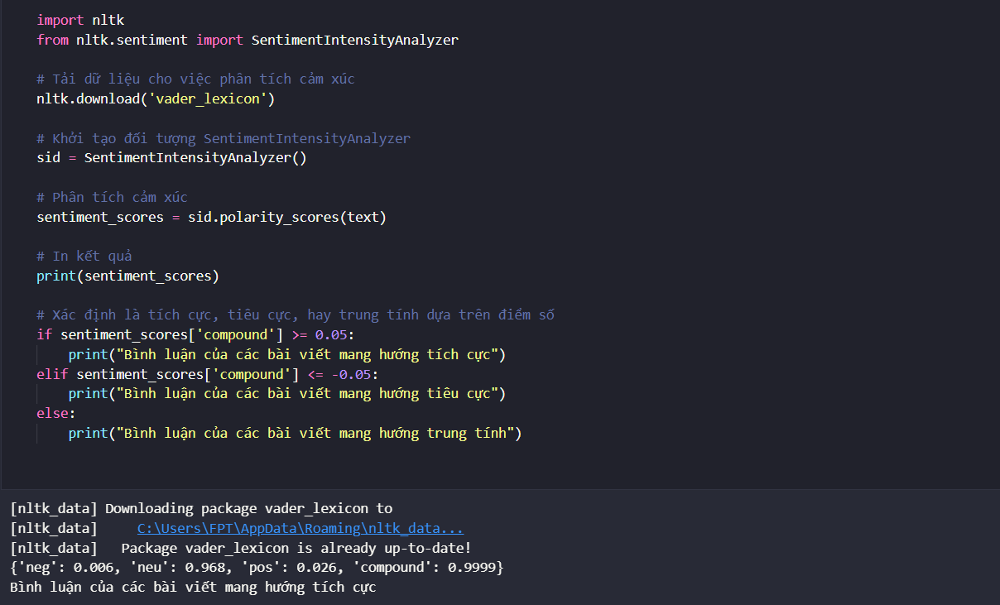 import nltk
from nltk.sentiment import SentimentIntensityAnalyzer
# Tải dữ liệu cho việc phân tích cảm xúc
nltk.download('vader_lexicon')
# Khởi tạo đối tượng SentimentIntensityAnalyzer
sid = SentimentIntensityAnalyzer()
# Phân tích cảm xúc
sentiment_scores = sid.polarity_scores(text)
# In kết quả
print(sentiment_scores)
# Xác định là tích cực, tiêu cực, hay trung tính dựa trên điểm số
if sentiment_scores['compound'] >= 0.05:
    print("Bình luận của các bài viết mang hướng tích cực")
elif sentiment_scores['compound'] <= -0.05:
    print("Bình luận của các bài viết mang hướng tiêu cực")
else:
    print("Bình luận của các bài viết mang hướng trung tính")
[nltk_data] Downloading package vader_lexicon to
[nltk_data]     C:\Users\FPT\AppData\Roaming\nltk_data...
[nltk_data]   Package vader_lexicon is already up-to-date!
{'neg': 0.006, 'neu': 0.968, 'pos': 0.026, 'compound': 0.9999}
Bình luận của các bài viết mang hướng tích cực